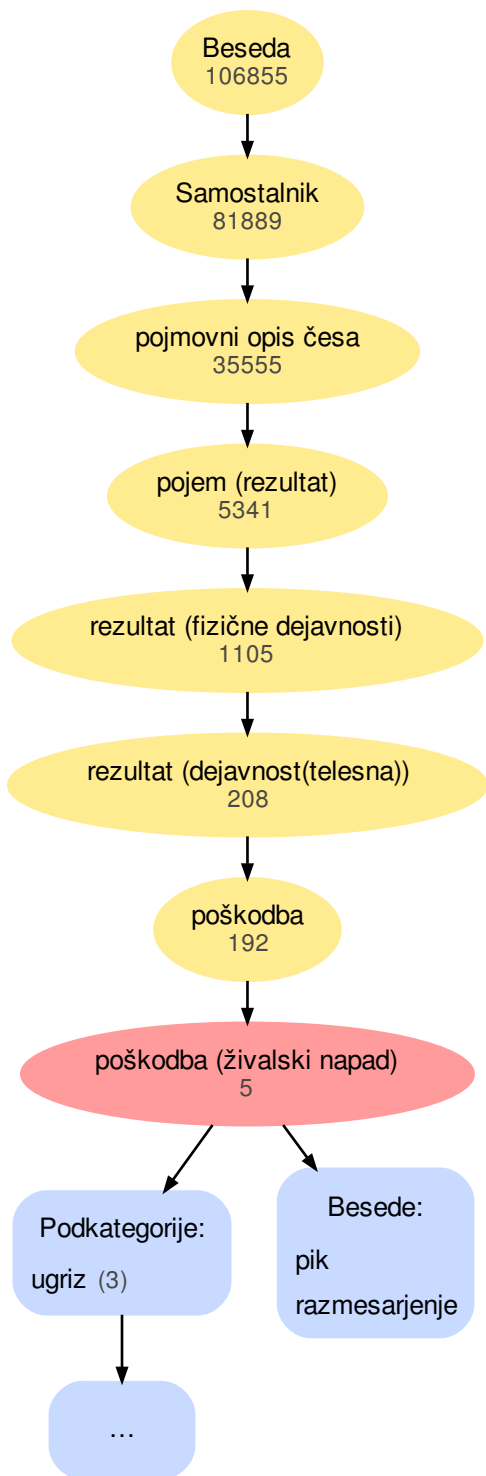 Beseda
106855
Samostalnik
81889
pojmovni opis česa
35555
pojem (rezultat)
5341
rezultat (fizične dejavnosti)
1105
rezultat (dejavnost(telesna))
208
poškodba
192
poškodba (živalski napad)
5
Podkategorije:
ugriz (3)
Besede:
pik
razmesarjenje
…